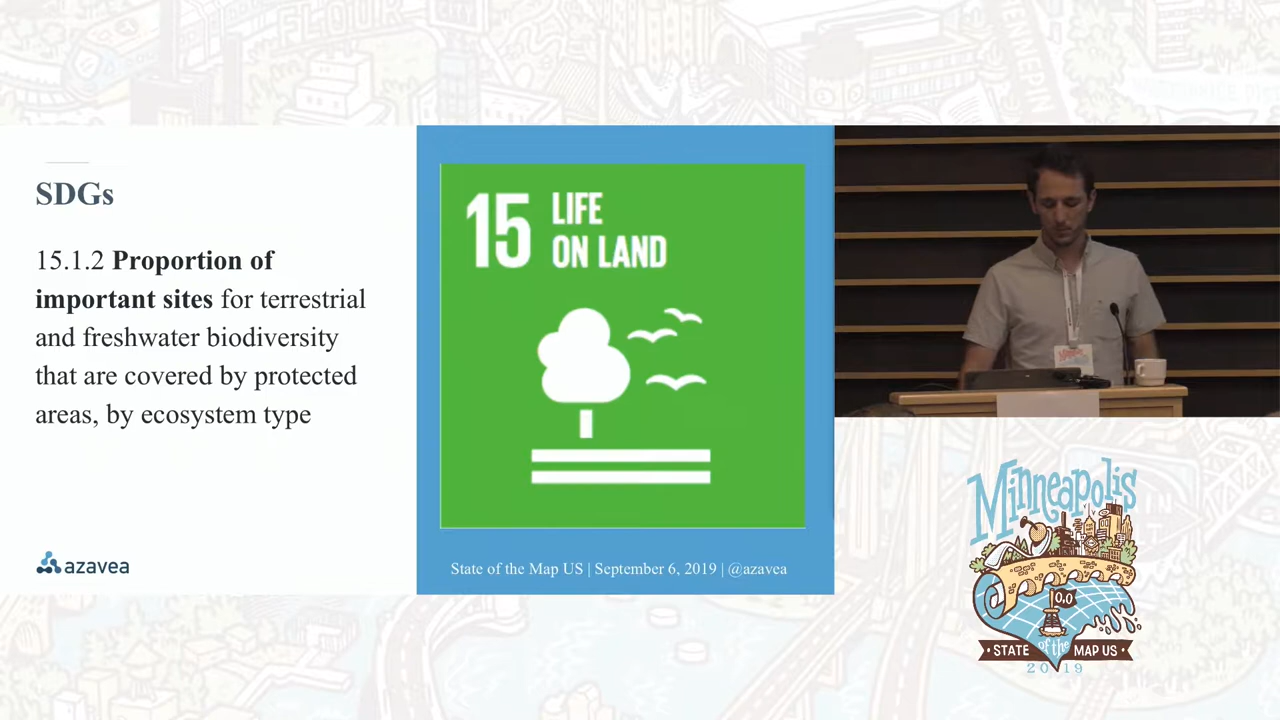 SDGs
15.1.2 Proportion of
important sites for terrestrial
and freshwater biodiversity
that are covered by protected
areas, by ecosystem type
azavea
15 LIFE
ON LAND
State of the Map US | September 6, 2019 | @azavea
Minneapolis
STATE of the MAP US
2019
FLOUR
CITY